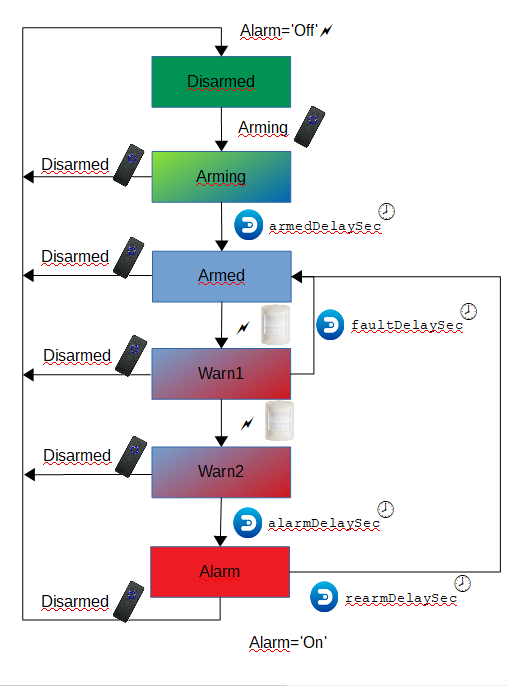 Alarm='Off'
Disarmed
Arming
Disarmed
Arming
armedDelaySec
Disarmed
Armed
faultDelaySec
Disarmed
Warn1
Disarmed
Warn2
alarmDelaySec
Alarm
Disarmed
rearmDelaySec
Alarm='On'